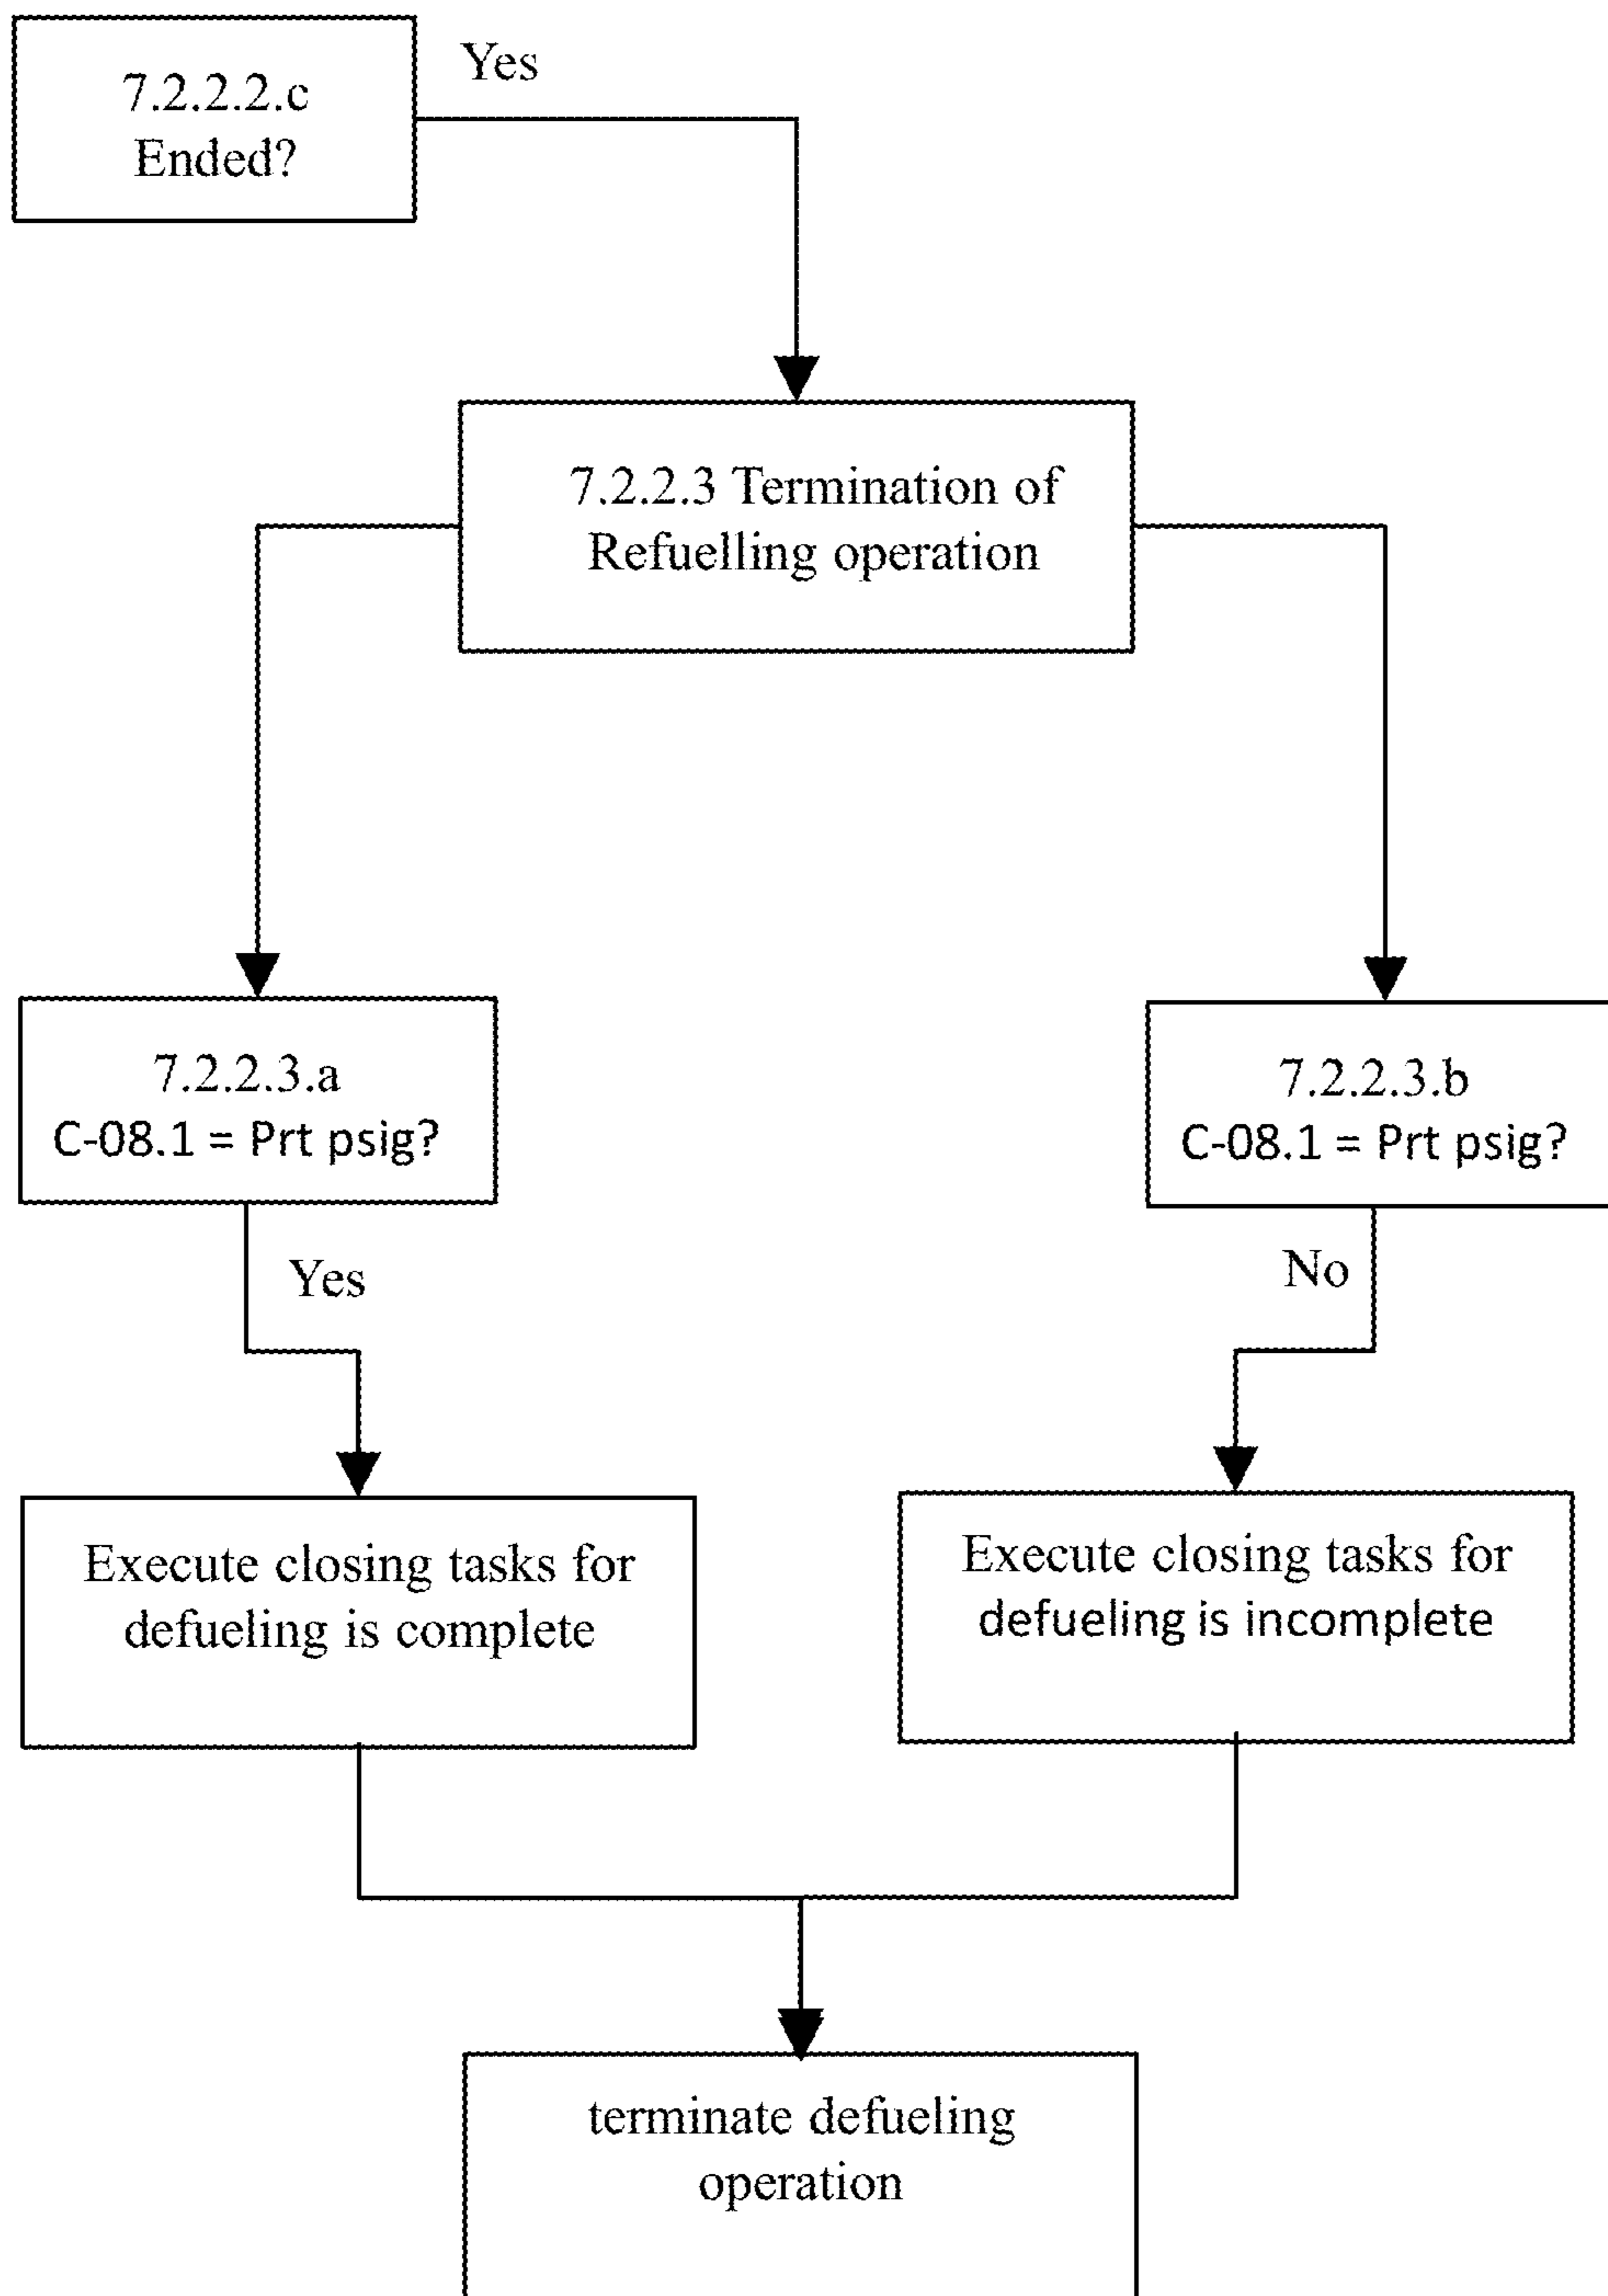 7.2.2.2.c
Ended?
Yes
7.2.2.3 Termination of
Refuelling operation
7.2.2.3.a
C-08.1 = Prt psig?
7.2.2.3.b
C-08.1 = Prt psig?
Yes
No
Execute closing tasks for
defueling is complete
Execute closing tasks for
defueling is incomplete
terminate defueling
operation